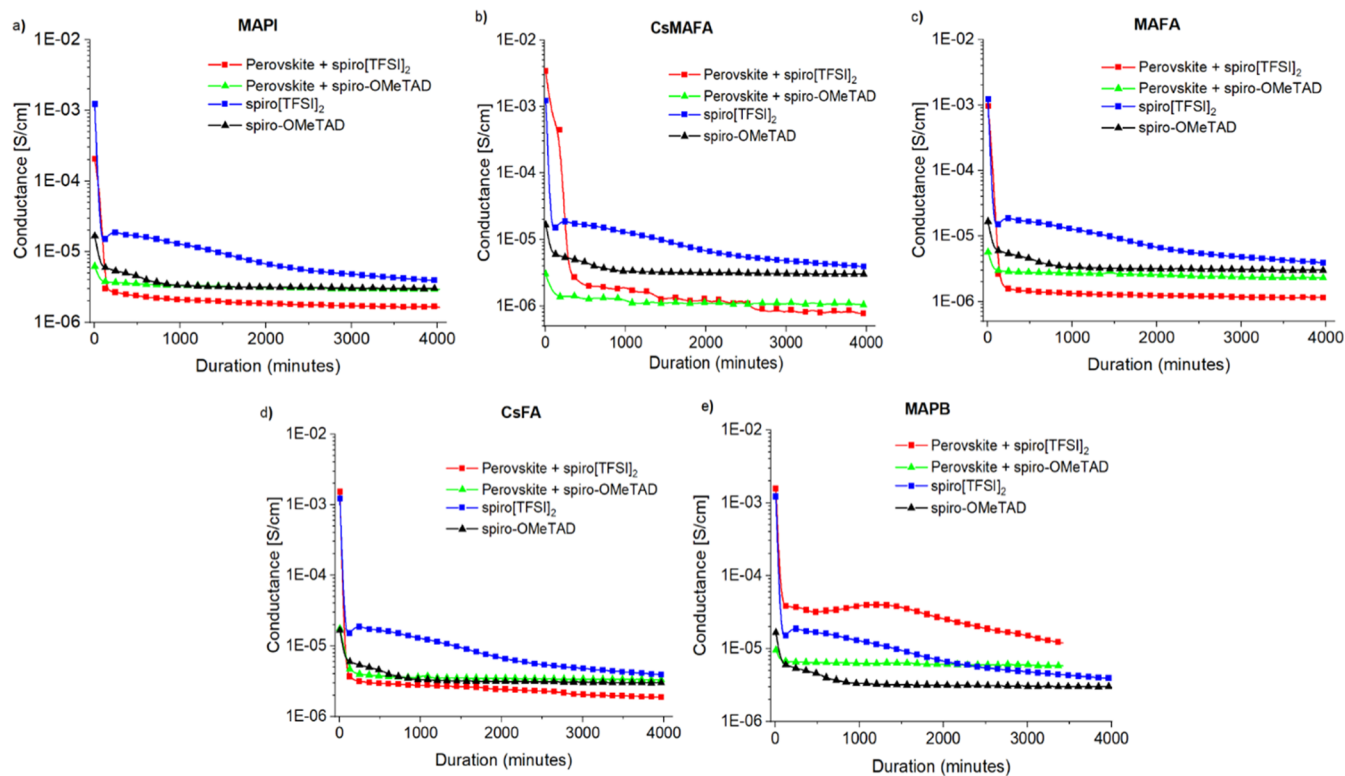 a)
MAPI
Conductance [S/cm]
1E-02
1E-03
1E-04
1E-05
1E-06
Perovskite + spiro[TFSI]2
Perovskite + spiro-OMeTAD
spiro[TFSI]2
spiro-OMeTAD
0 1000 2000 3000 4000
Duration (minutes)
b)
CsMAFA
Conductance [S/cm]
1E-02
1E-03
1E-04
1E-05
1E-06
Perovskite + spiro[TFSI]2
Perovskite + spiro-OMeTAD
spiro[TFSI]2
spiro-OMeTAD
0 1000 2000 3000 4000
Duration (minutes)
c)
MAFA
Conductance [S/cm]
1E-02
1E-03
1E-04
1E-05
1E-06
Perovskite + spiro[TFSI]2
Perovskite + spiro-OMeTAD
spiro[TFSI]2
spiro-OMeTAD
0 1000 2000 3000 4000
Duration (minutes)
d)
CsFA
Conductance [S/cm]
1E-02
1E-03
1E-04
1E-05
1E-06
Perovskite + spiro[TFSI]2
Perovskite + spiro-OMeTAD
spiro[TFSI]2
spiro-OMeTAD
0 1000 2000 3000 4000
Duration (minutes)
e)
MAPB
Conductance [S/cm]
1E-02
1E-03
1E-04
1E-05
1E-06
Perovskite + spiro[TFSI]2
Perovskite + spiro-OMeTAD
spiro[TFSI]2
spiro-OMeTAD
0 1000 2000 3000 4000
Duration (minutes)